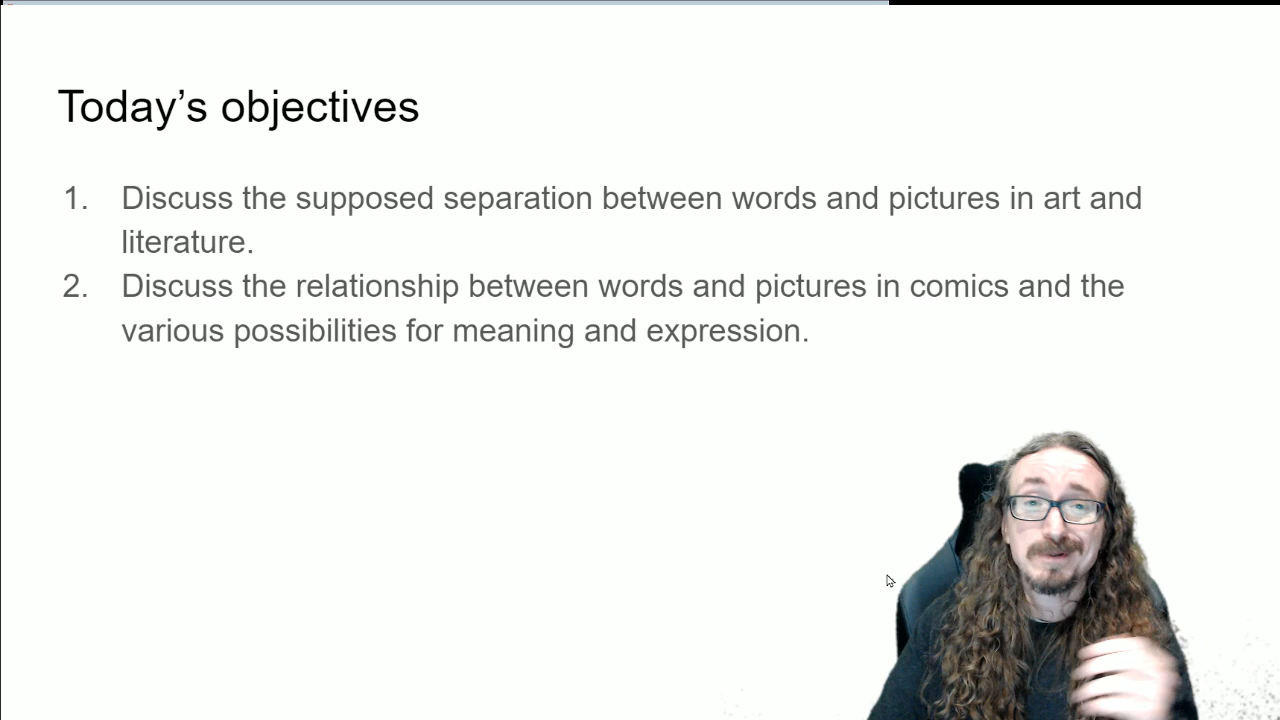 Today’s objectives
1. Discuss the supposed separation between words and pictures in art and
literature.
2. Discuss the relationship between words and pictures in comics and the
various possibilities for meaning and expression.